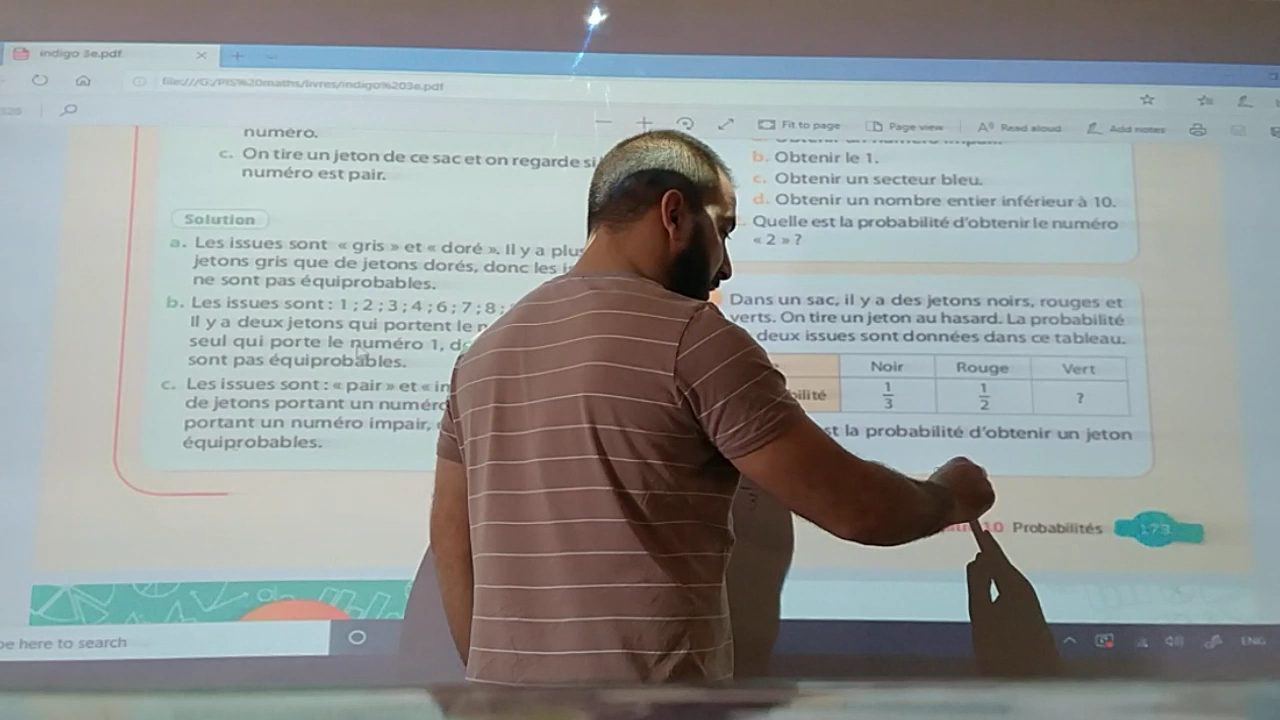 indigo 3e.pdf
file:///G:/PIS%20maths/livres/indigo%203e.pdf
Fit to page
Page view
Read aloud
Add notes
numéro.
c. On tire un jeton de ce sac et on regarde si
numéro est pair.
Solution
a. Les issues sont « gris » et « doré ». Il y a plus
jetons gris que de jetons dorés, donc les
ne sont pas équiprobables.
b. Les issues sont : 1 ; 2 ; 3 ; 4 ; 6 ; 7 ; 8 ;
Il y a deux jetons qui portent le
seul qui porte le numéro 1,
sont pas équiprobables.
c. Les issues sont : « pair » et « in
de jetons portant un numéro
portant un numéro impair,
équiprobables.
b. Obtenir le 1.
c. Obtenir un secteur bleu.
d. Obtenir un nombre entier inférieur à 10.
Quelle est la probabilité d'obtenir le numéro
« 2 » ?
Dans un sac, il y a des jetons noirs, rouges et
verts. On tire un jeton au hasard. La probabilité
deux issues sont données dans ce tableau.
Noir Rouge Vert
bilité 1/3 1/2 ?
st la probabilité d'obtenir un jeton
10 Probabilités 173
pe here to search
ENG